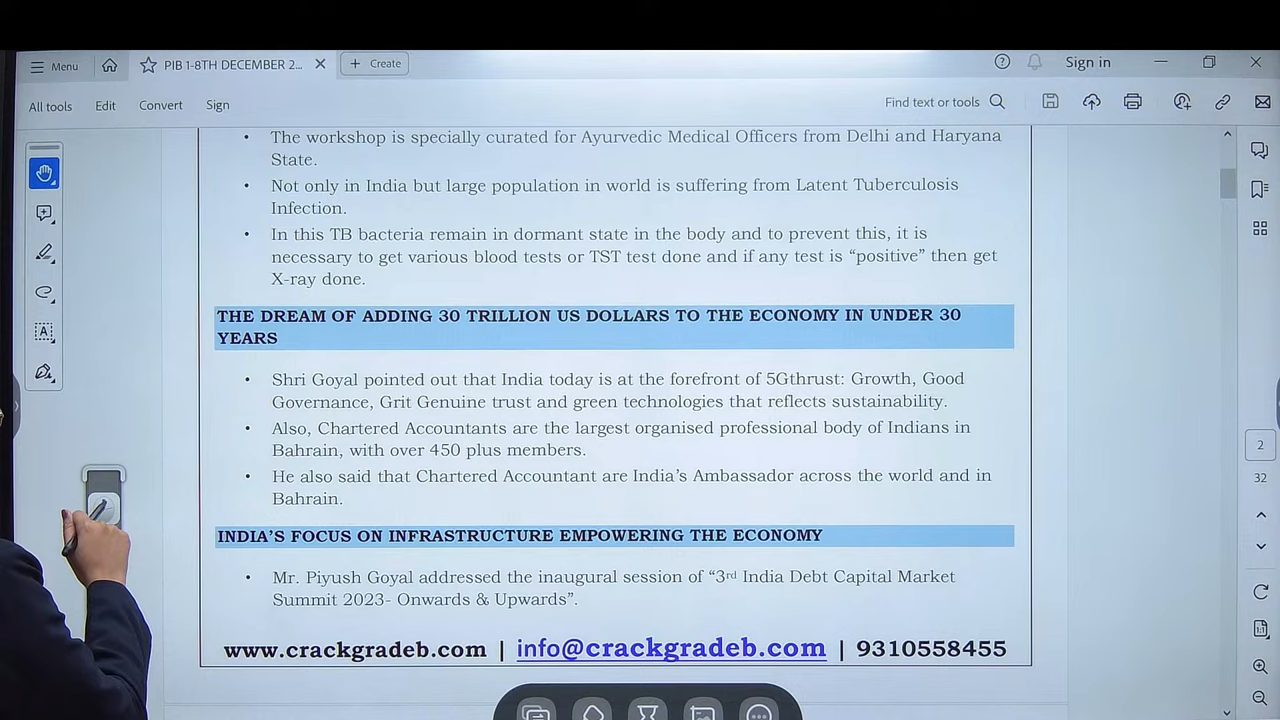 Menu
PIB 1-8TH DECEMBER 2...
Create
Sign in
All tools
Edit
Convert
Sign
Find text or tools
• The workshop is specially curated for Ayurvedic Medical Officers from Delhi and Haryana
State.
• Not only in India but large population in world is suffering from Latent Tuberculosis
Infection.
• In this TB bacteria remain in dormant state in the body and to prevent this, it is
necessary to get various blood tests or TST test done and if any test is “positive” then get
X-ray done.
THE DREAM OF ADDING 30 TRILLION US DOLLARS TO THE ECONOMY IN UNDER 30
YEARS
• Shri Goyal pointed out that India today is at the forefront of 5Gthrust: Growth, Good
Governance, Grit Genuine trust and green technologies that reflects sustainability.
• Also, Chartered Accountants are the largest organised professional body of Indians in
Bahrain, with over 450 plus members.
• He also said that Chartered Accountant are India’s Ambassador across the world and in
Bahrain.
INDIA’S FOCUS ON INFRASTRUCTURE EMPOWERING THE ECONOMY
• Mr. Piyush Goyal addressed the inaugural session of “3rd India Debt Capital Market
Summit 2023- Onwards & Upwards”.
www.crackgradeb.com | info@crackgradeb.com | 9310558455
2
32